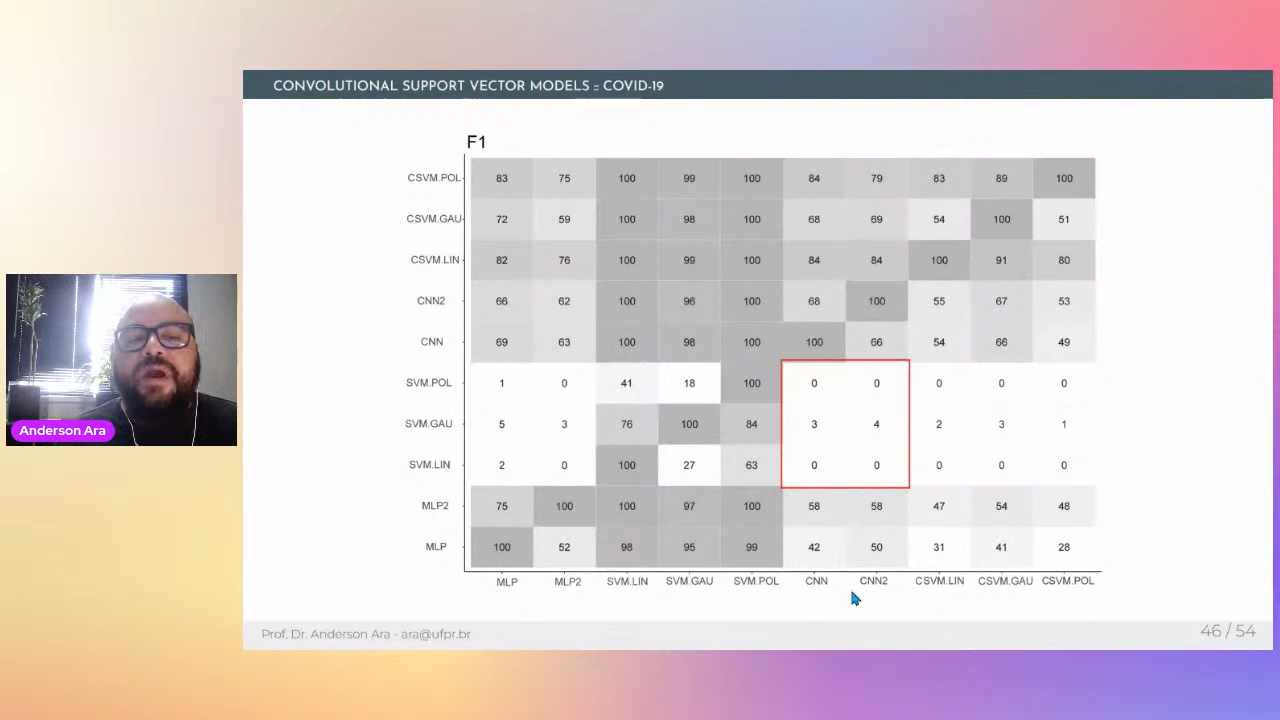 CONVOLUTIONAL SUPPORT VECTOR MODELS :: COVID-19
F1
CSVM.POL 83 75 100 99 100 84 79 83 89 100
CSVM.GAU 72 59 100 98 100 68 69 54 100 51
CSVM.LIN 82 76 100 99 100 84 84 100 91 80
CNN2 66 62 100 96 100 68 100 55 67 53
CNN 69 63 100 98 100 100 66 54 66 49
SVM.POL 1 0 41 18 100 0 0 0 0 0
SVM.GAU 5 3 76 100 84 3 4 2 3 1
SVM.LIN 2 0 100 27 63 0 0 0 0 0
MLP2 75 100 100 97 100 58 58 47 54 48
MLP 100 52 98 95 99 42 50 31 41 28
MLP MLP2 SVM.LIN SVM.GAU SVM.POL CNN CNN2 CSVM.LIN CSVM.GAU CSVM.POL
Anderson Ara
Prof. Dr. Anderson Ara - ara@ufpr.br
46 / 54